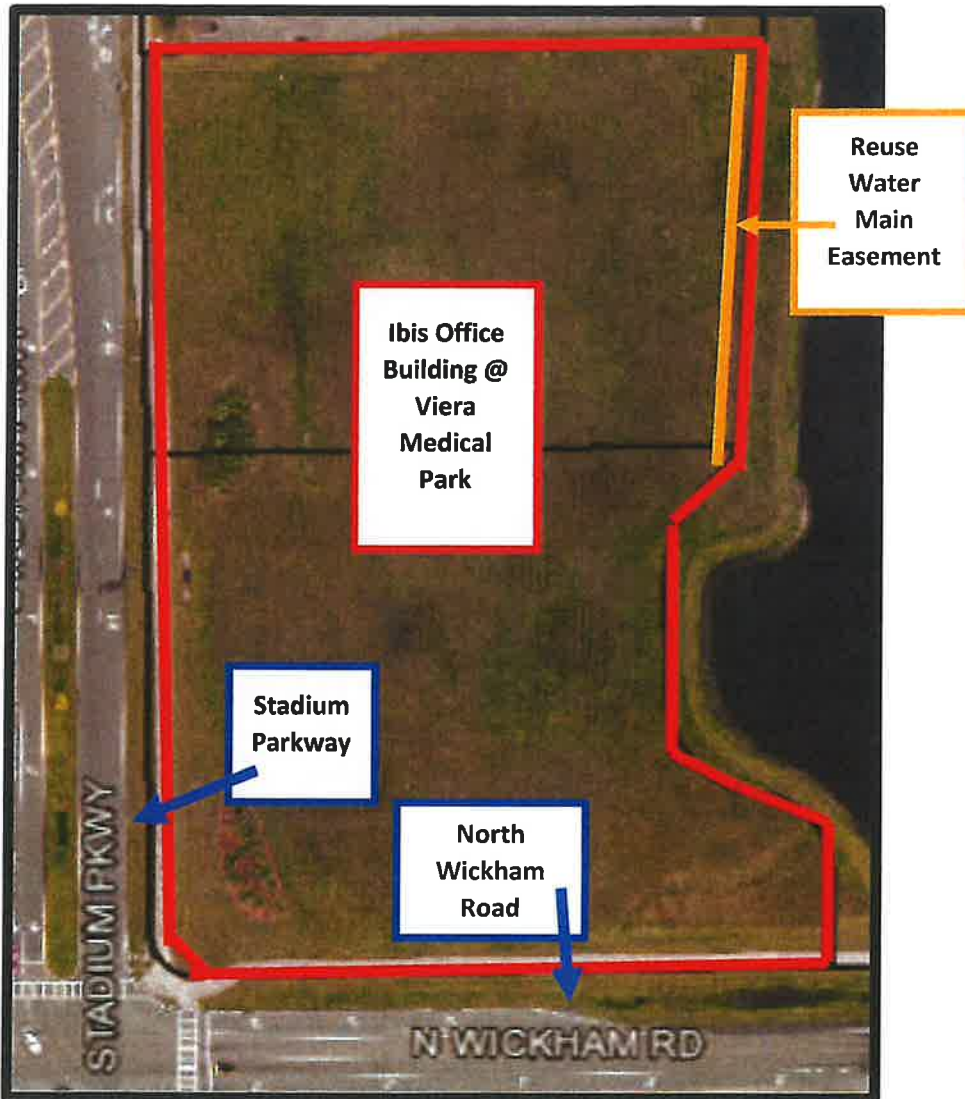 Reuse
Water
Main
Easement
Ibis Office
Building @
Viera
Medical
Park
Stadium
Parkway
North
Wickham
Road
STADIUM PKWY
N WICKHAM RD